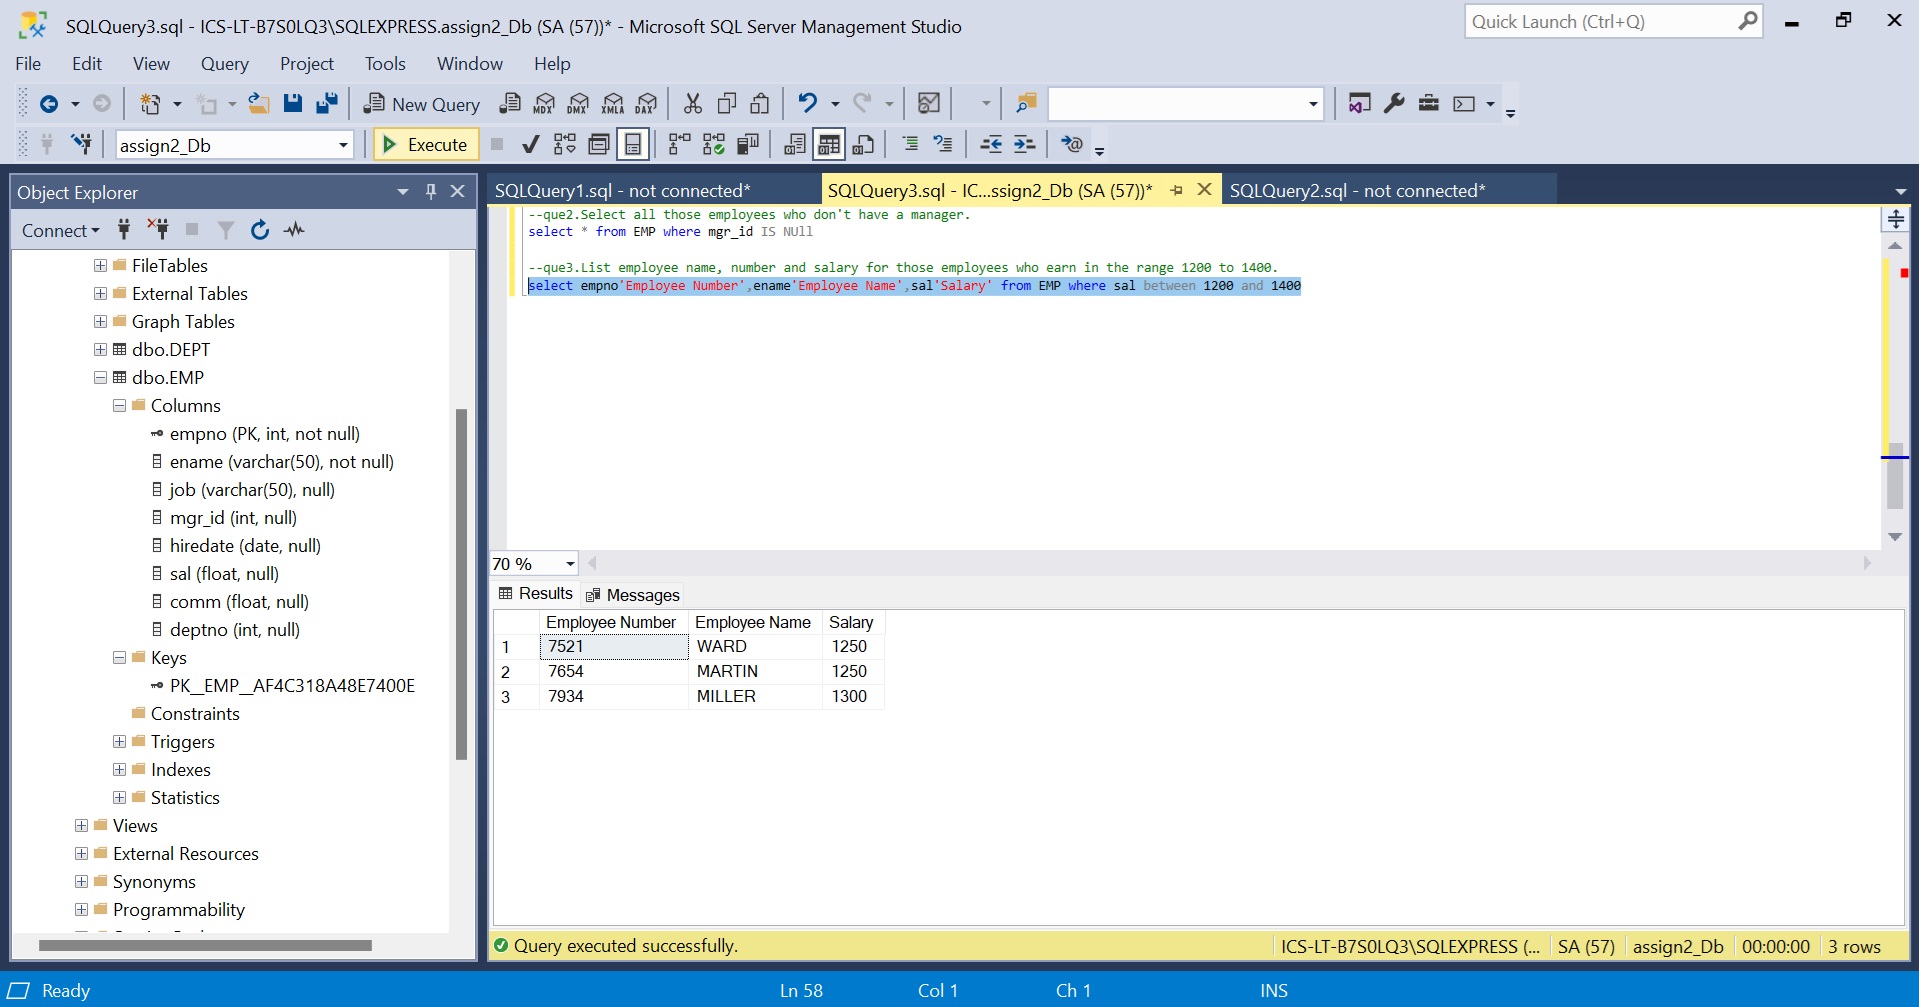 SQLQuery3.sql - ICS-LT-B7S0LQ3\SQLEXPRESS.assign2_Db (SA (57))* - Microsoft SQL Server Management Studio
Quick Launch (Ctrl+Q)
File Edit View Query Project Tools Window Help
New Query MDX DMX XMLA DAX
assign2_Db Execute
Object Explorer
Connect
FileTables
External Tables
Graph Tables
dbo.DEPT
dbo.EMP
Columns
empno (PK, int, not null)
ename (varchar(50), not null)
job (varchar(50), null)
mgr_id (int, null)
hiredate (date, null)
sal (float, null)
comm (float, null)
deptno (int, null)
Keys
PK__EMP__AF4C318A48E7400E
Constraints
Triggers
Indexes
Statistics
Views
External Resources
Synonyms
Programmability
SQLQuery1.sql - not connected* SQLQuery3.sql - IC...ssign2_Db (SA (57))* SQLQuery2.sql - not connected*
--que2.Select all those employees who don't have a manager.
select * from EMP where mgr_id IS NUll
--que3.List employee name, number and salary for those employees who earn in the range 1200 to 1400.
select empno'Employee Number',ename'Employee Name',sal'Salary' from EMP where sal between 1200 and 1400
70 %
Results Messages
Employee Number Employee Name Salary
1 7521 WARD 1250
2 7654 MARTIN 1250
3 7934 MILLER 1300
Query executed successfully. ICS-LT-B7S0LQ3\SQLEXPRESS (... SA (57) assign2_Db 00:00:00 3 rows
Ready Ln 58 Col 1 Ch 1 INS